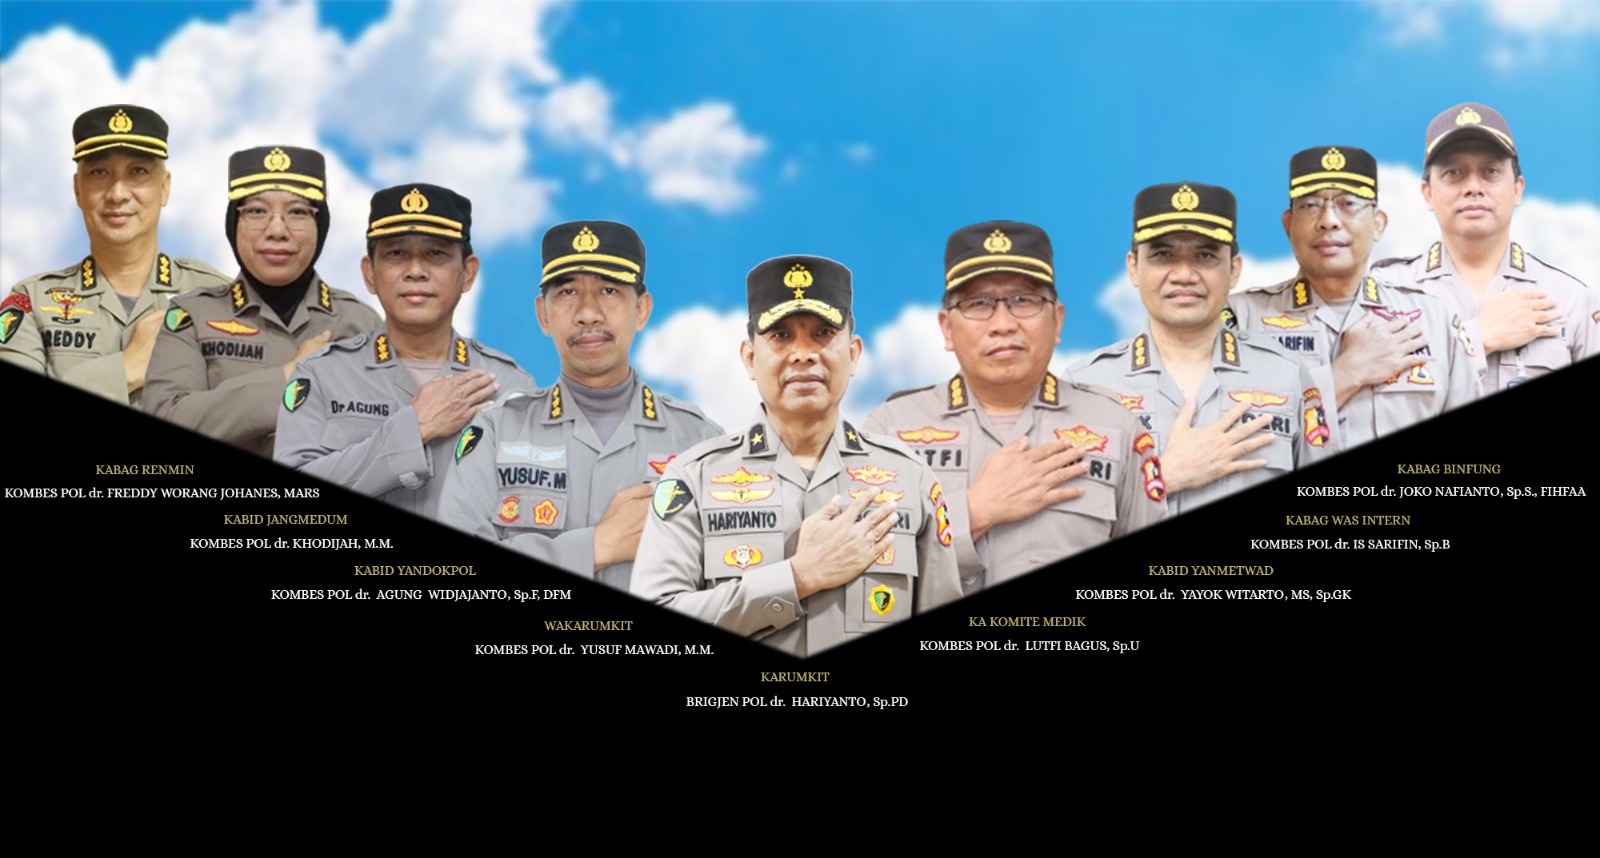 REDDY
KHODIJAH
Dr AGUNG
YUSUF.M
HARIYANTO
TFI
RI
K
ARIFIN
KABAG RENMIN
KOMBES POL dr. FREDDY WORANG JOHANES, MARS
KABID JANGMEDUM
KOMBES POL dr. KHODIJAH, M.M.
KABID YANDOKPOL
KOMBES POL dr. AGUNG WIDJAJANTO, Sp.F, DFM
WAKARUMKIT
KOMBES POL dr. YUSUF MAWADI, M.M.
KARUMKIT
BRIGJEN POL dr. HARIYANTO, Sp.PD
KA KOMITE MEDIK
KOMBES POL dr. LUTFI BAGUS, Sp.U
KABID YANMETWAD
KOMBES POL dr. YAYOK WITARTO, MS, Sp.GK
KABAG WAS INTERN
KOMBES POL dr. IS SARIFIN, Sp.B
KABAG BINFUNG
KOMBES POL dr. JOKO NAFIANTO, Sp.S., FIHFAA